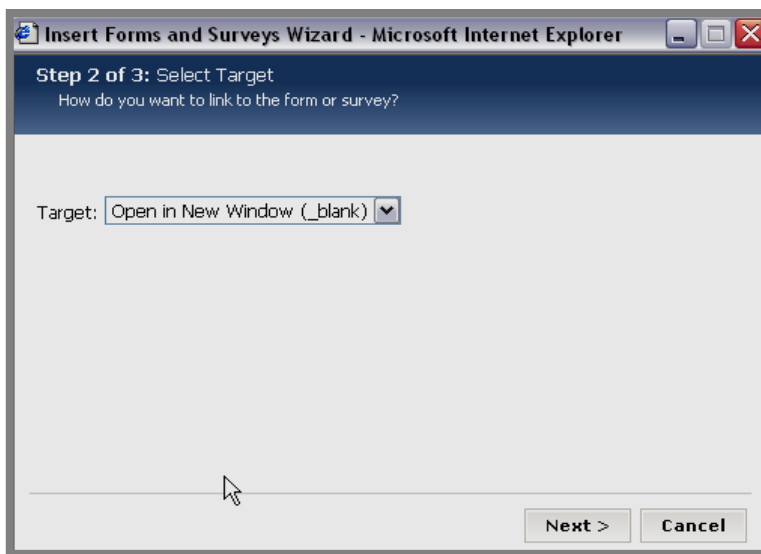 Insert Forms and Surveys Wizard - Microsoft Internet Explorer
Step 2 of 3: Select Target
How do you want to link to the form or survey?
Target: Open in New Window (_blank)
Next > Cancel